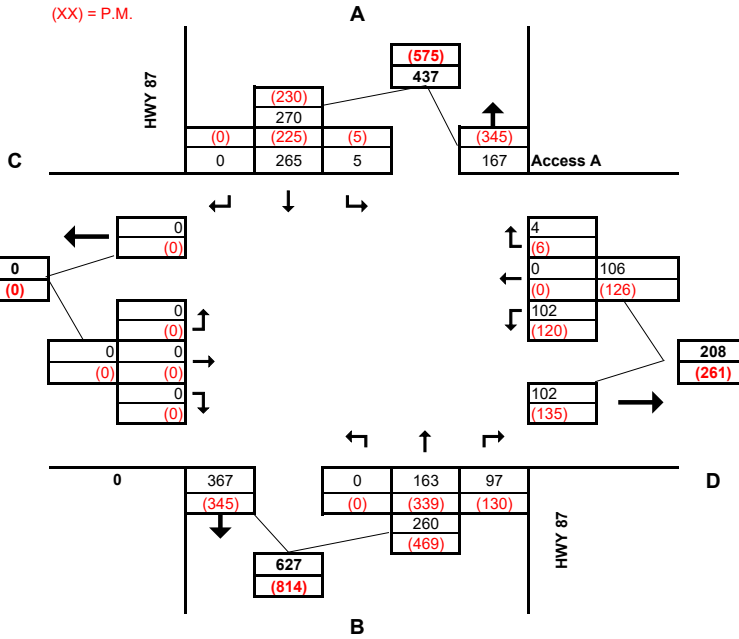 (XX) = P.M.
A
(575)
437
HWY 87
(230)
270
(0) (225) (5) (345)
0 265 5 167 Access A
C
0
(0)
4
(6)
0
(0)
0 106
(0) (126)
0
(0)
102
(120)
0 0
(0) (0)
208
(261)
0
(0)
102
(135)
0 367 0 163 97 D
(345) (0) (339) (130)
260
(469)
HWY 87
627
(814)
B